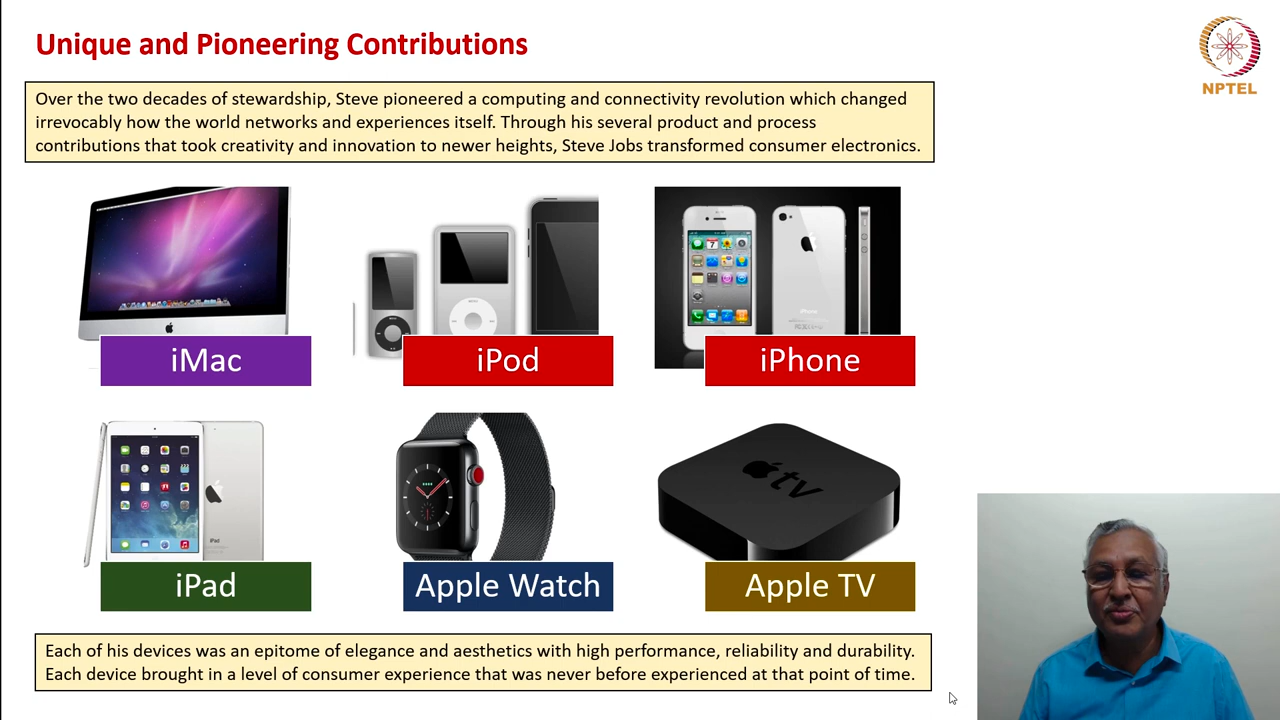 Unique and Pioneering Contributions
NPTEL
Over the two decades of stewardship, Steve pioneered a computing and connectivity revolution which changed
irrevocably how the world networks and experiences itself. Through his several product and process
contributions that took creativity and innovation to newer heights, Steve Jobs transformed consumer electronics.
iMac
iPod
iPhone
iPhone
tv
iPad
iPad
Apple Watch
Apple TV
Each of his devices was an epitome of elegance and aesthetics with high performance, reliability and durability.
Each device brought in a level of consumer experience that was never before experienced at that point of time.